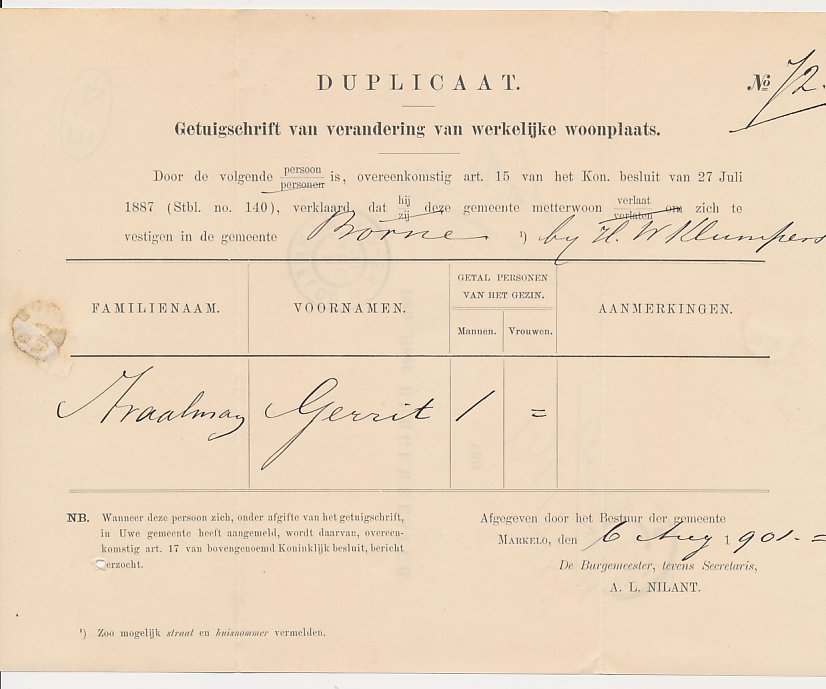 DUPLICAAT.
No 72.
Getuigschrift van verandering van werkelijke woonplaats.
Door de volgende persoon personen is, overeenkomstig art. 15 van het Kon. besluit van 27 Juli
1887 (Stbl. no. 140), verklaard, dat hij zij deze gemeente metterwoon verlaat verlaten om zich te
vestigen in de gemeente Borne ¹) by H. W Klumpers
FAMILIENAAM.
VOORNAMEN.
GETAL PERSONEN
VAN HET GEZIN.
Mannen. Vrouwen.
AANMERKINGEN.
Gerrit 1 =
NB. Wanneer deze persoon zich, onder afgifte van het getuigschrift,
in Uwe gemeente heeft aangemeld, wordt daarvan, overeen-
komstig art. 17 van bovengenoemd Koninklijk besluit, bericht
verzocht.
Afgegeven door het Bestuur der gemeente
MARKELO, den 6 Aug 1901.=
De Burgemeester, tevens Secretaris,
A. L. NILANT.
¹) Zoo mogelijk straat en huisnommer vermelden.